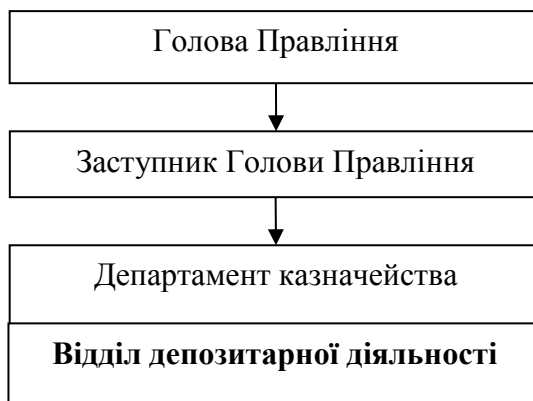 Голова Правління
Заступник Голови Правління
Департамент казначейства
Відділ депозитарної діяльності